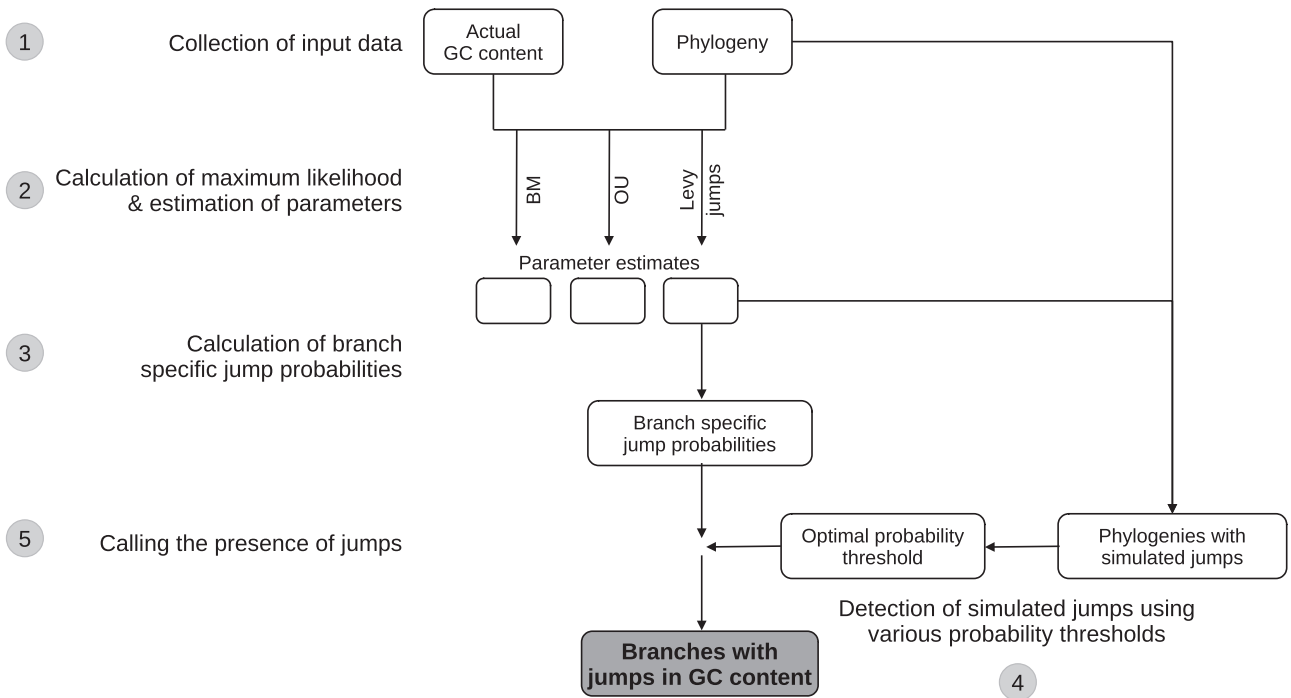 1
Collection of input data
Actual
GC content
Phylogeny
2
Calculation of maximum likelihood
& estimation of parameters
BM
OU
Levy
jumps
Parameter estimates
3
Calculation of branch
specific jump probabilities
Branch specific
jump probabilities
5
Calling the presence of jumps
Optimal probability
threshold
Phylogenies with
simulated jumps
Detection of simulated jumps using
various probability thresholds
4
Branches with
jumps in GC content